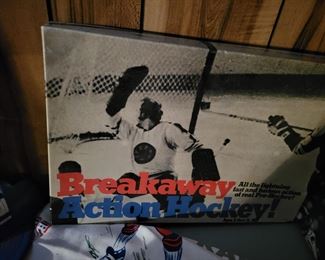 Breakaway
Action Hockey!
All the lightning
fast and furious action
of real Pro-Hockey!